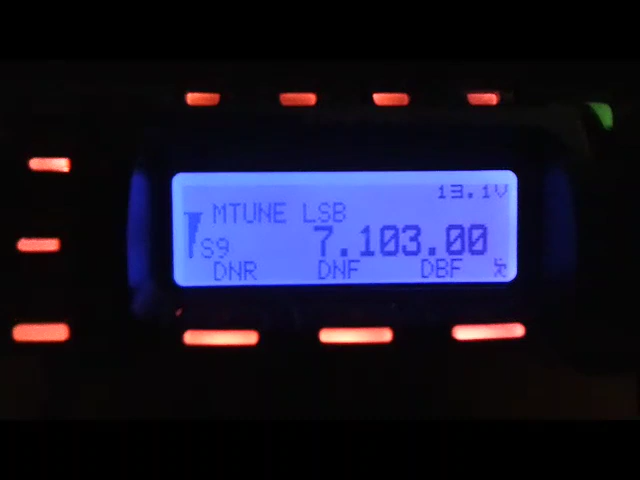 13.1V
MTUNE LSB
S9 7.103.00
DNR DNF DBF